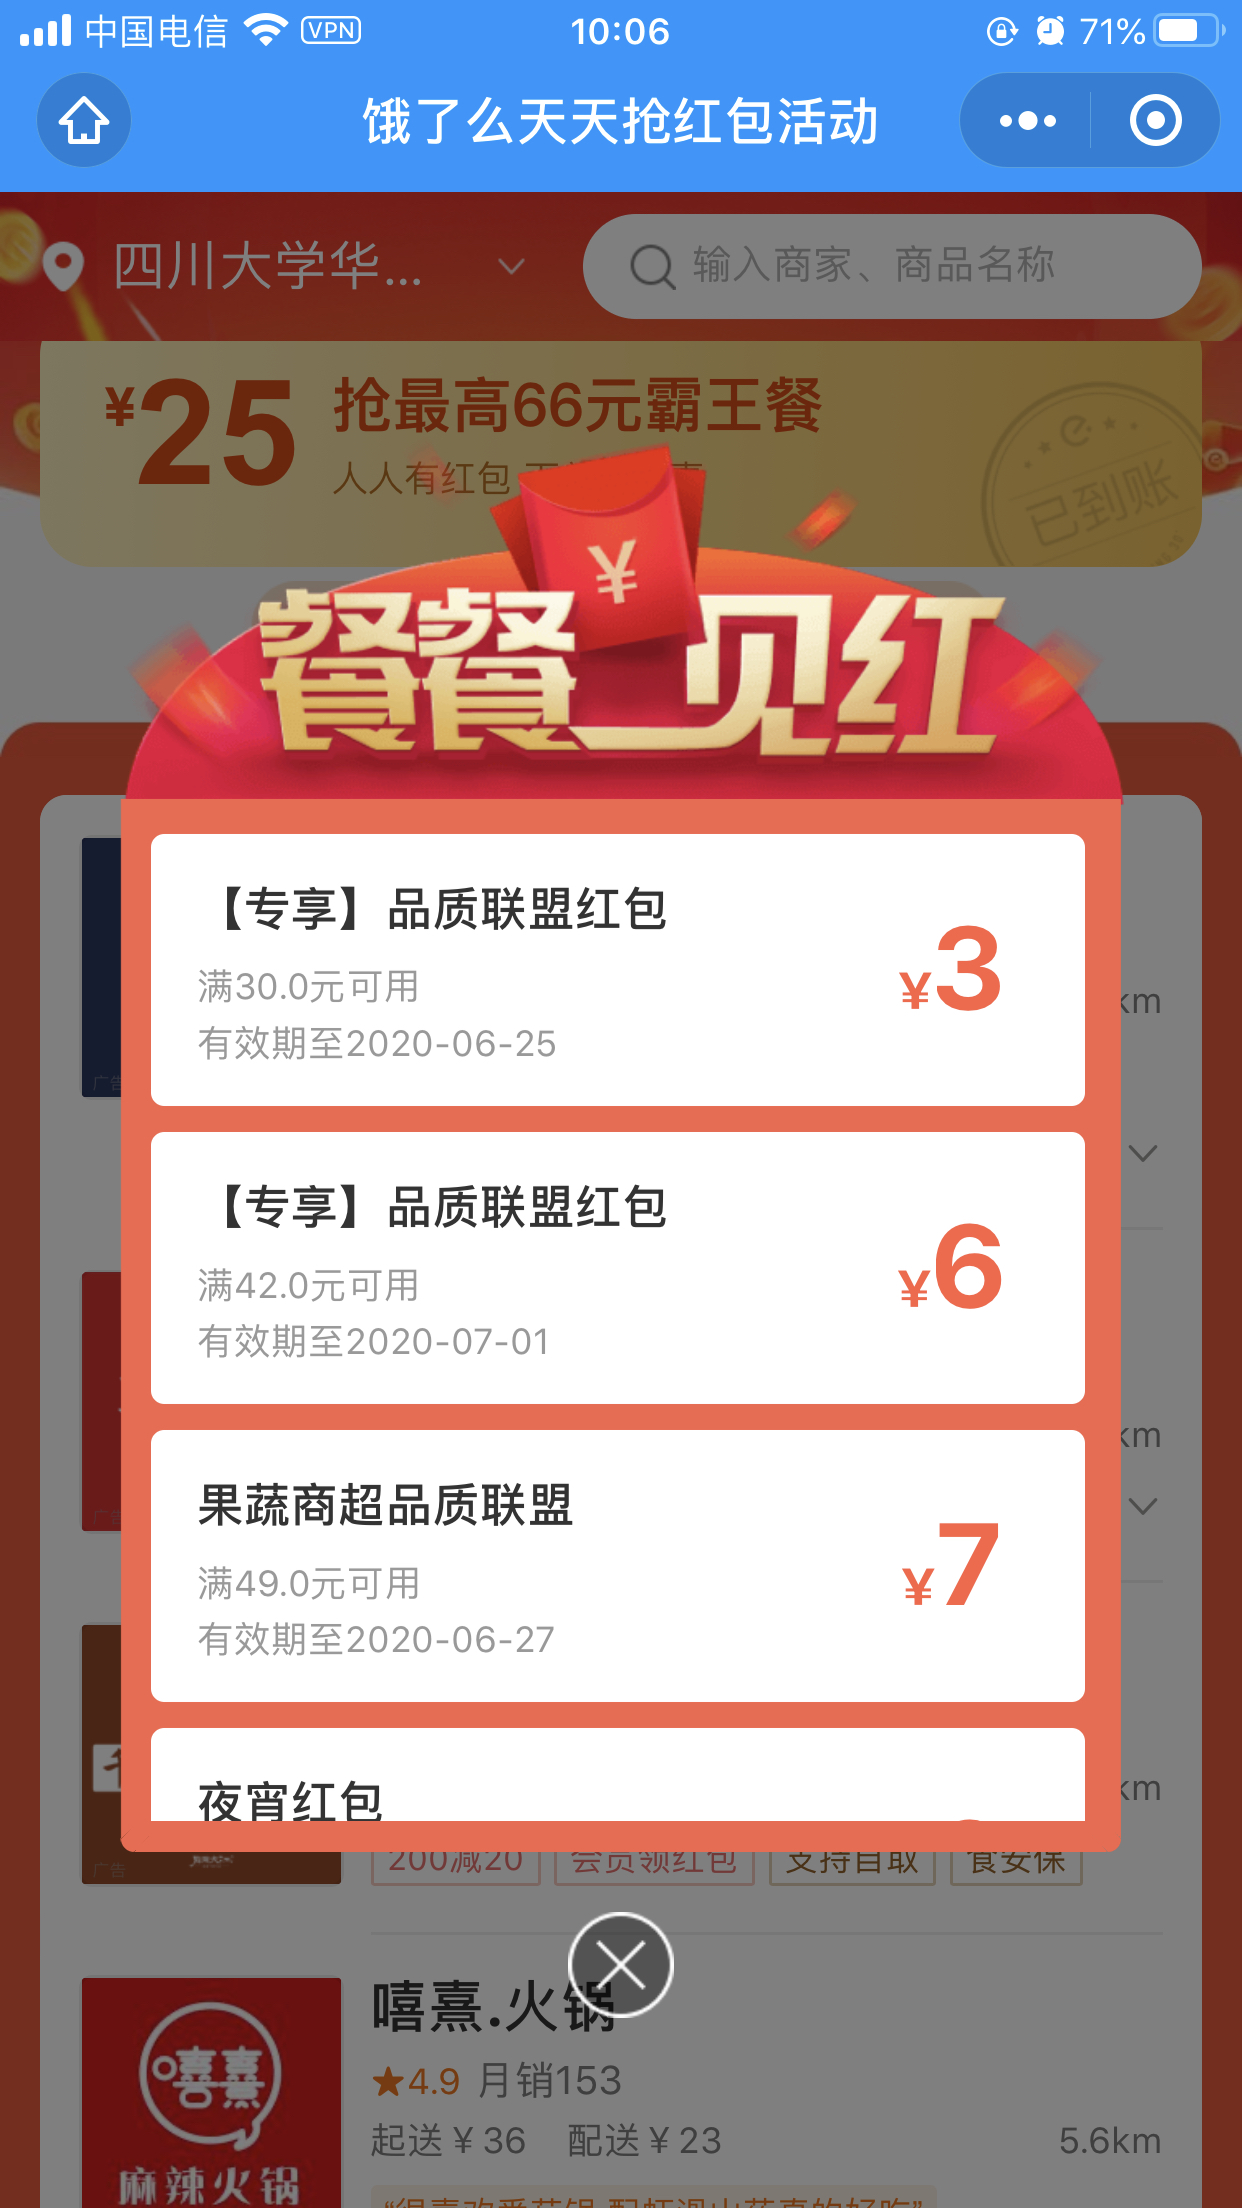 中国电信 VPN 10:06 71%
饿了么天天抢红包活动
四川大学华... 输入商家、商品名称
¥25 抢最高66元霸王餐
人人有红包
已到账
餐餐 见红
【专享】品质联盟红包
满30.0元可用
有效期至2020-06-25
¥3
km
广告
【专享】品质联盟红包
满42.0元可用
有效期至2020-07-01
¥6
果蔬商超品质联盟
满49.0元可用
有效期至2020-06-27
¥7
km
广告
夜宵红包
km
广告
200减20 会员领红包 支持自取 食安保
嘻熹.火锅
4.9 月销153
起送¥36 配送¥23 5.6km
嘻熹
麻辣火锅